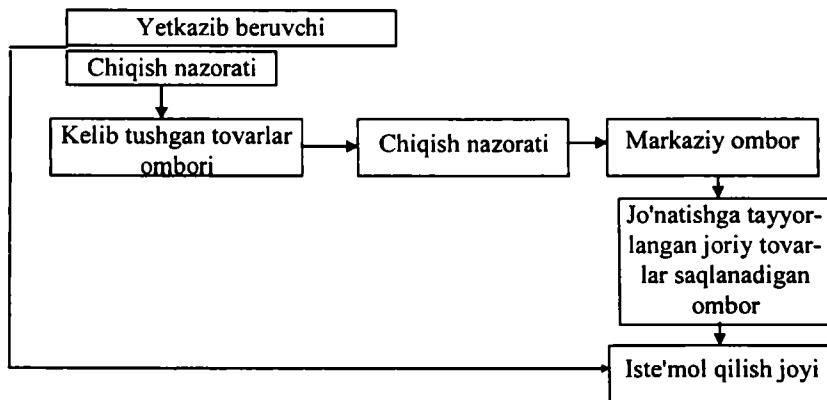 Yetkazib beruvchi
Chiqish nazorati
Kelib tushgan tovarlar
ombori
Chiqish nazorati
Markaziy ombor
Jo'natishga tayyor-
langan joriy tovar-
lar saqlanadigan
ombor
Iste'mol qilish joyi